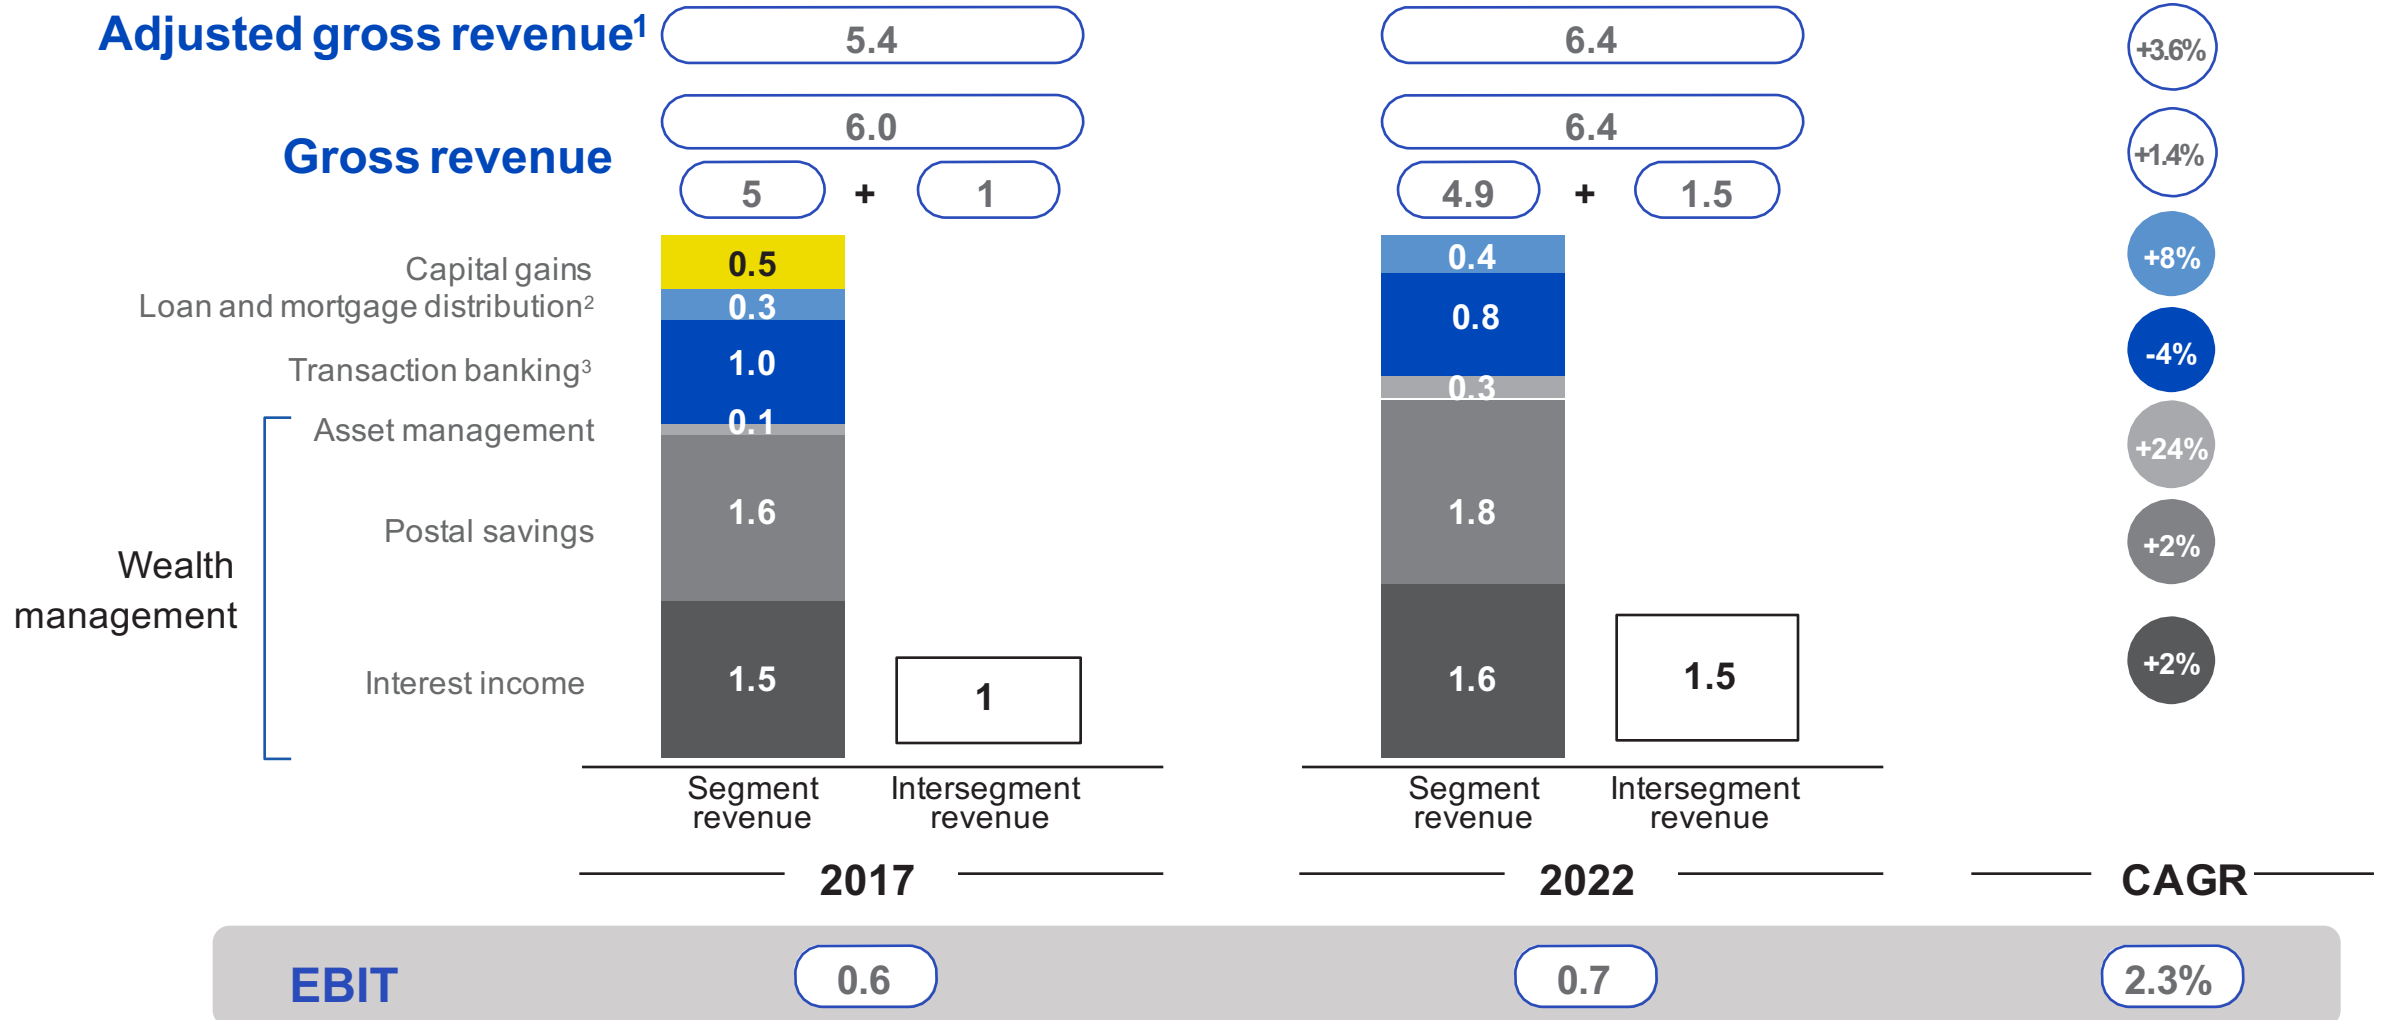 Adjusted gross revenue1 5.4 6.4 +3.6%
6.0 6.4
Gross revenue +1.4%
5 + 1 4.9 + 1.5
Capital gains 0.5 0.4 +8%
Loan and mortgage distribution2 0.3 0.8
Transaction banking3 1.0 0.3 -4%
Asset management 0.1 +24%
Postal savings 1.6 1.8 +2%
Wealth
management
Interest income 1.5 1 1.6 1.5 +2%
Segment
revenue
Intersegment
revenue
Segment
revenue
Intersegment
revenue
2017 2022 CAGR
EBIT 0.6 0.7 2.3%